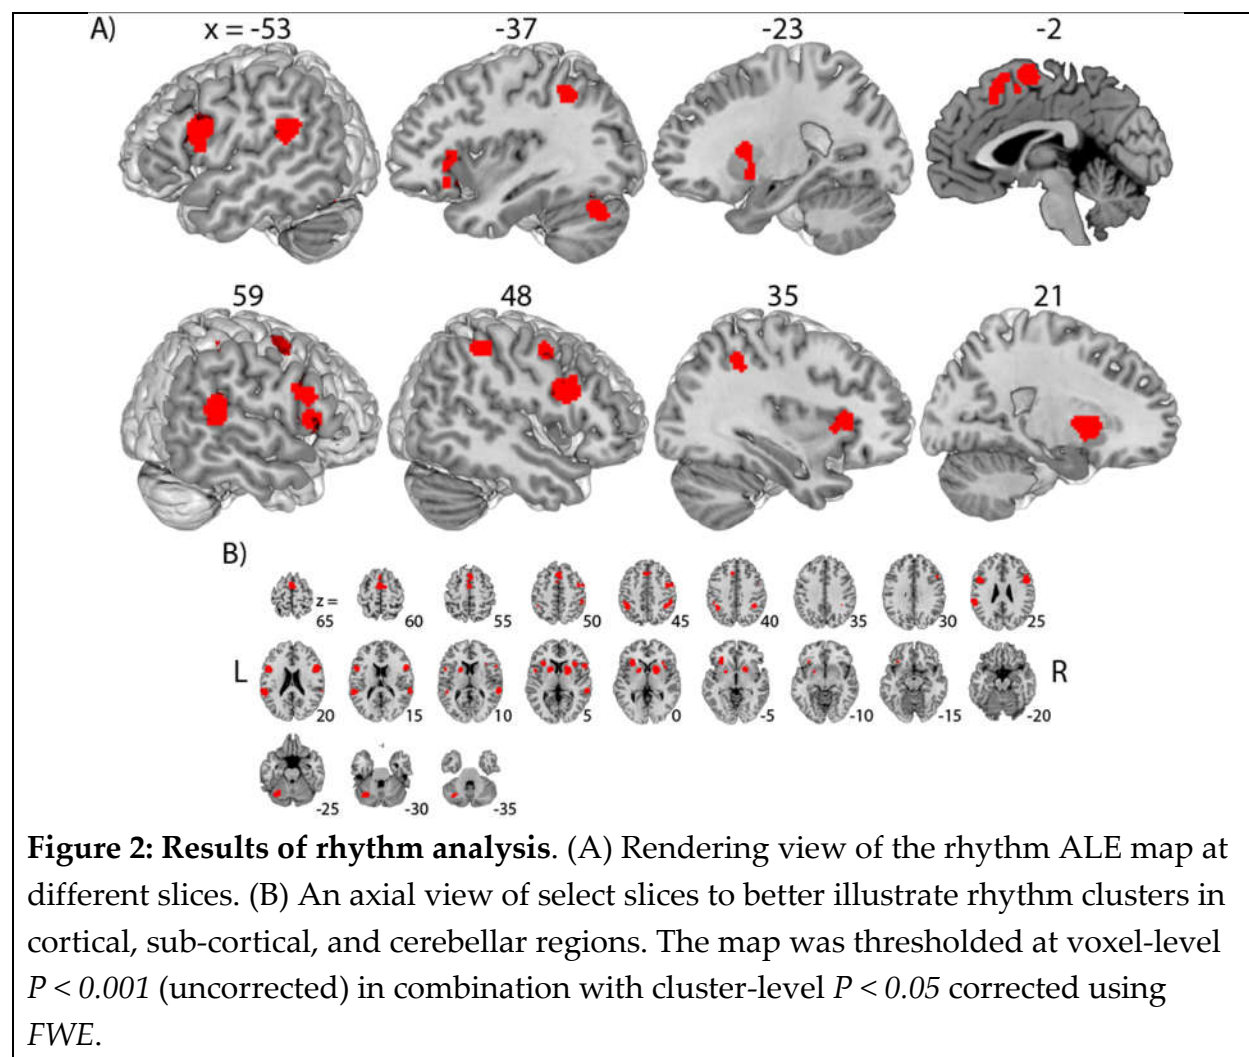 A) x = -53 -37 -23 -2
59 48 35 21
B)
z =
65 60 55 50 45 40 35 30 25
L R
20 15 10 5 0 -5 -10 -15 -20
-25 -30 -35
Figure 2: Results of rhythm analysis. (A) Rendering view of the rhythm ALE map at
different slices. (B) An axial view of select slices to better illustrate rhythm clusters in
cortical, sub-cortical, and cerebellar regions. The map was thresholded at voxel-level
P < 0.001 (uncorrected) in combination with cluster-level P < 0.05 corrected using
FWE.